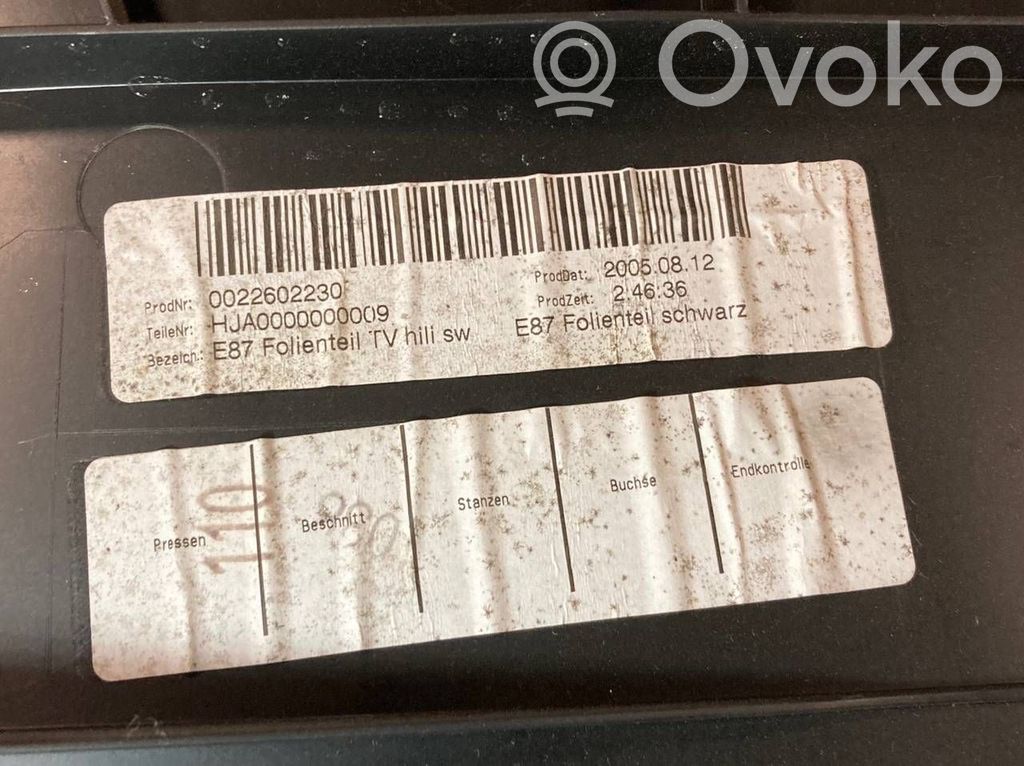 Ovoko
ProdNr: 0022602230 ProdDat: 2005.08.12
TeileNr: HJA0000000009 ProdZeit: 2:46:36
Bezeich.: E87 Folienteil TV hili sw E87 Folienteil schwarz
Pressen Beschnitt Stanzen Buchse Endkontrolle
110